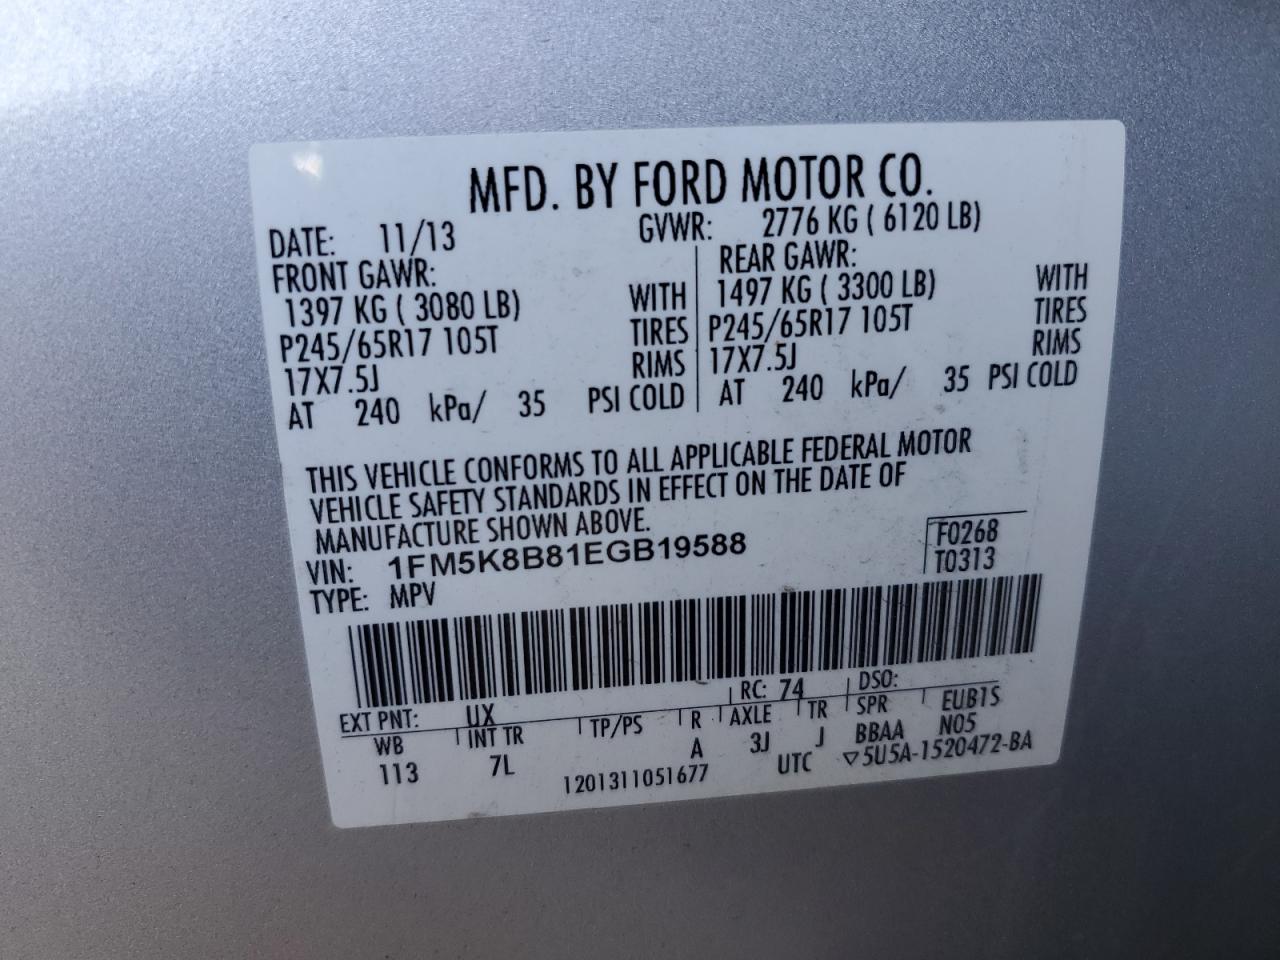 MFD. BY FORD MOTOR CO.
DATE: 11/13 GVWR: 2776 KG ( 6120 LB)
FRONT GAWR: REAR GAWR:
1397 KG ( 3080 LB) WITH 1497 KG ( 3300 LB) WITH
P245/65R17 105T TIRES P245/65R17 105T TIRES
17X7.5J RIMS 17X7.5J RIMS
AT 240 kPa/ 35 PSI COLD AT 240 kPa/ 35 PSI COLD
THIS VEHICLE CONFORMS TO ALL APPLICABLE FEDERAL MOTOR
VEHICLE SAFETY STANDARDS IN EFFECT ON THE DATE OF
MANUFACTURE SHOWN ABOVE.
VIN: 1FM5K8B81EGB19588 F0268
TYPE: MPV T0313
EXT PNT: UX RC: 74 DSO:
WB INT TR TP/PS R AXLE TR SPR EUB1S
113 7L A 3J J BBAA N05
1201311051677 UTC ▽5U5A-1520472-BA